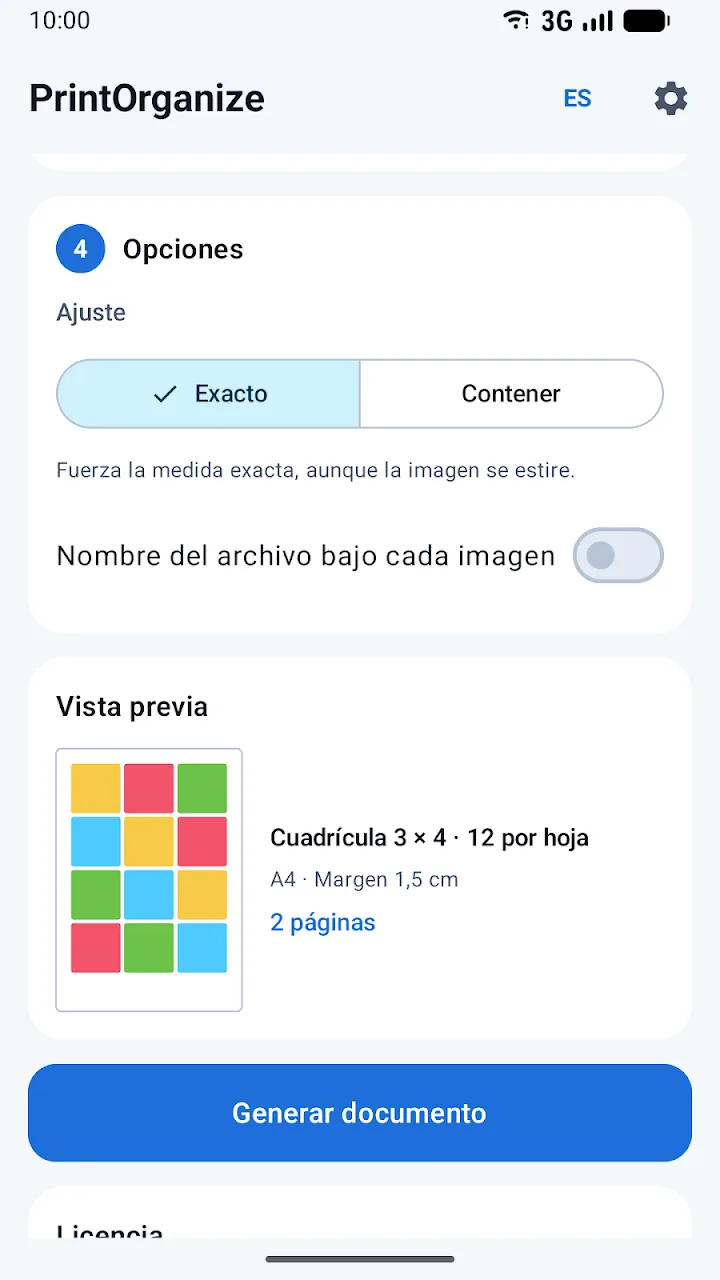 10:00
3G
PrintOrganize
ES
4
Opciones
Ajuste
Exacto
Contener
Fuerza la medida exacta, aunque la imagen se estire.
Nombre del archivo bajo cada imagen
Vista previa
Cuadrícula 3 × 4 · 12 por hoja
A4 · Margen 1,5 cm
2 páginas
Generar documento
Licencia